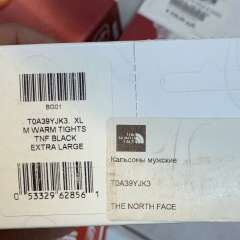 BG01
T0A39YJK3. XL
M WARM TIGHTS
TNF BLACK
EXTRA LARGE
0 53329 62856 1
THE NORTH FACE
Кальсоны мужские
T0A39YJK3
THE NORTH FACE